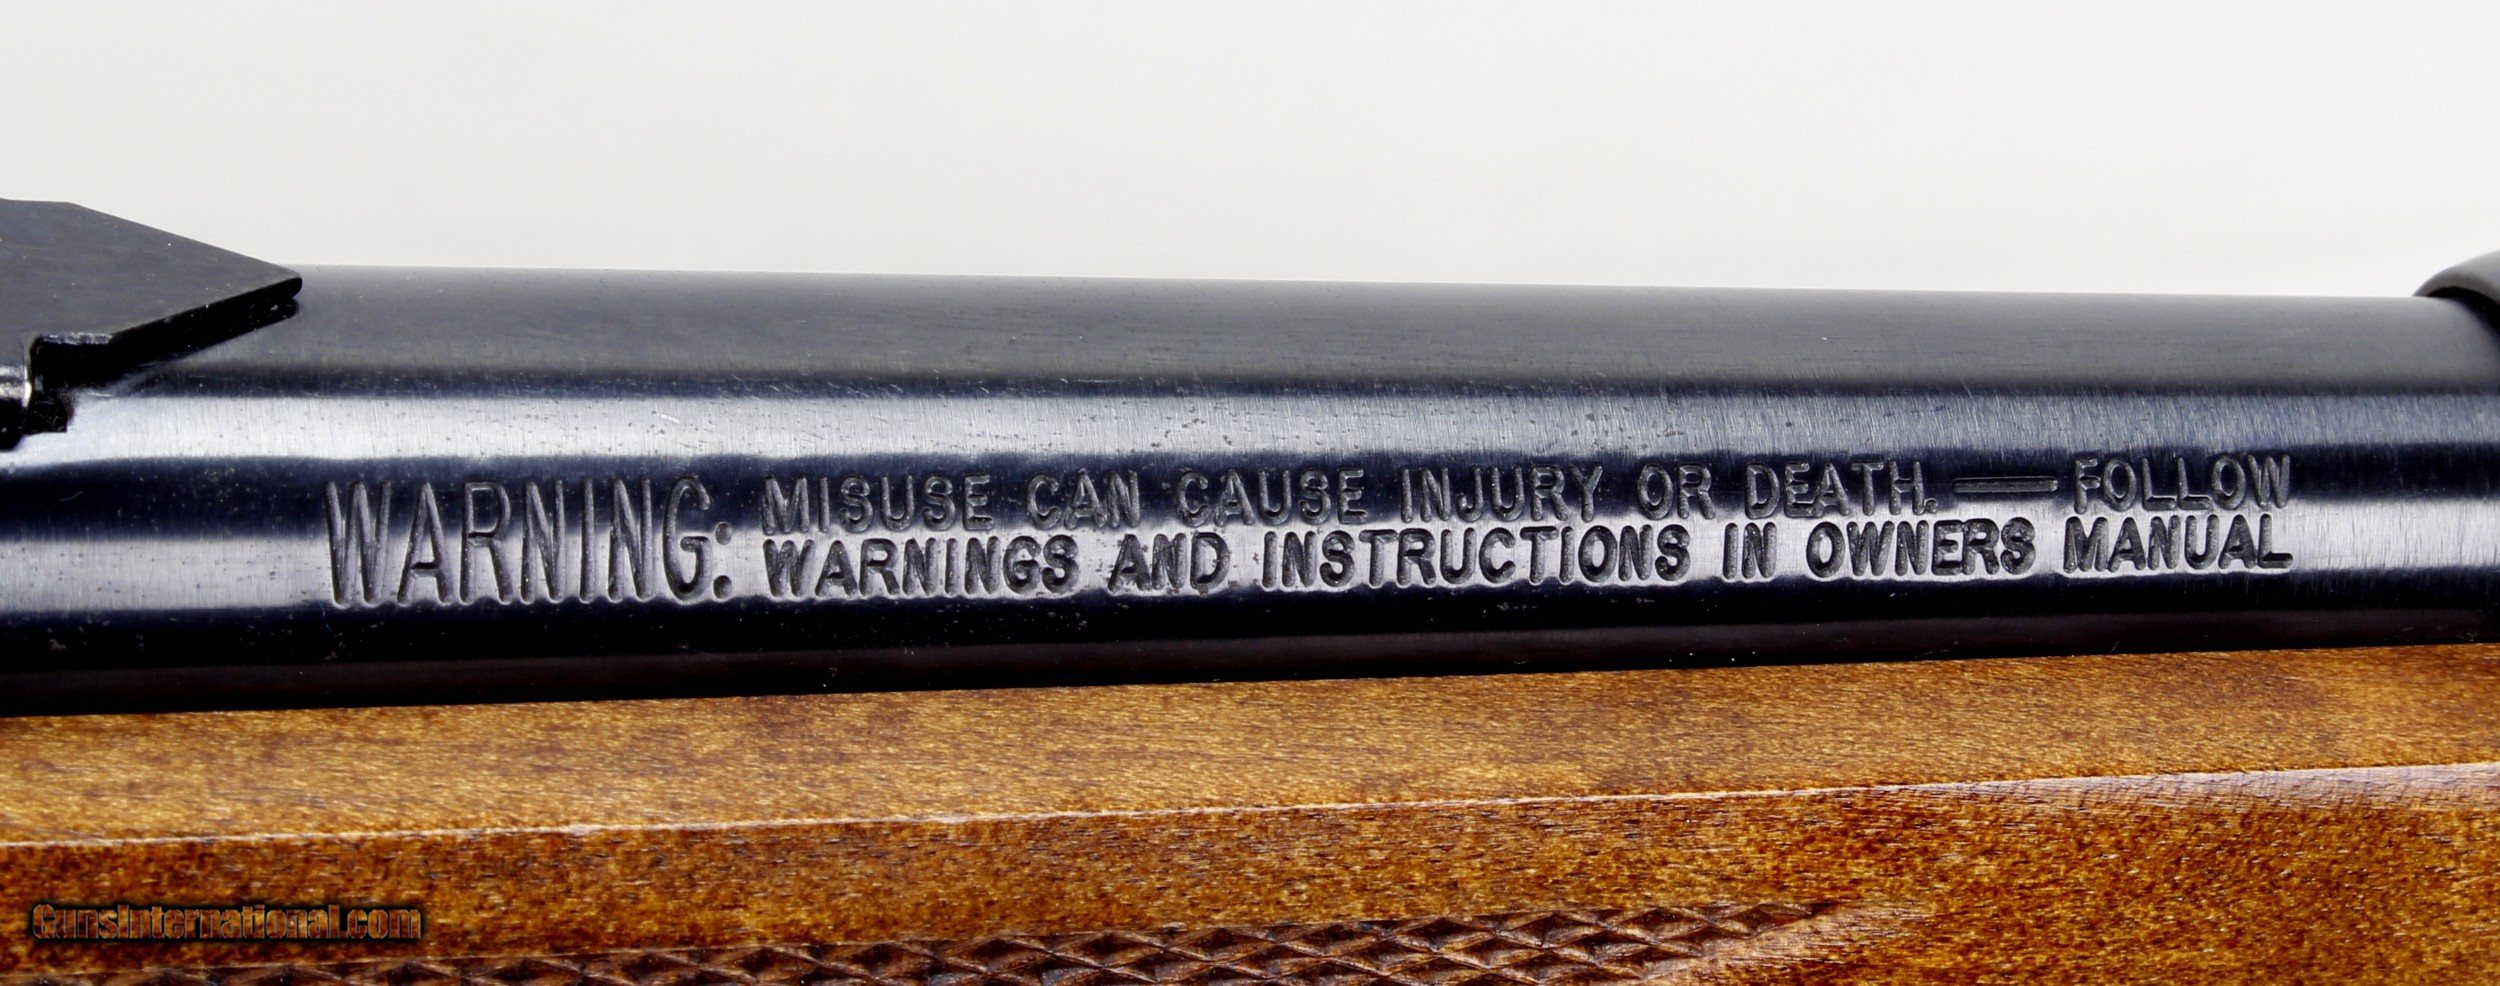 WARNING: MISUSE CAN CAUSE INJURY OR DEATH. — FOLLOW
WARNINGS AND INSTRUCTIONS IN OWNERS MANUAL
GunsInternational.com